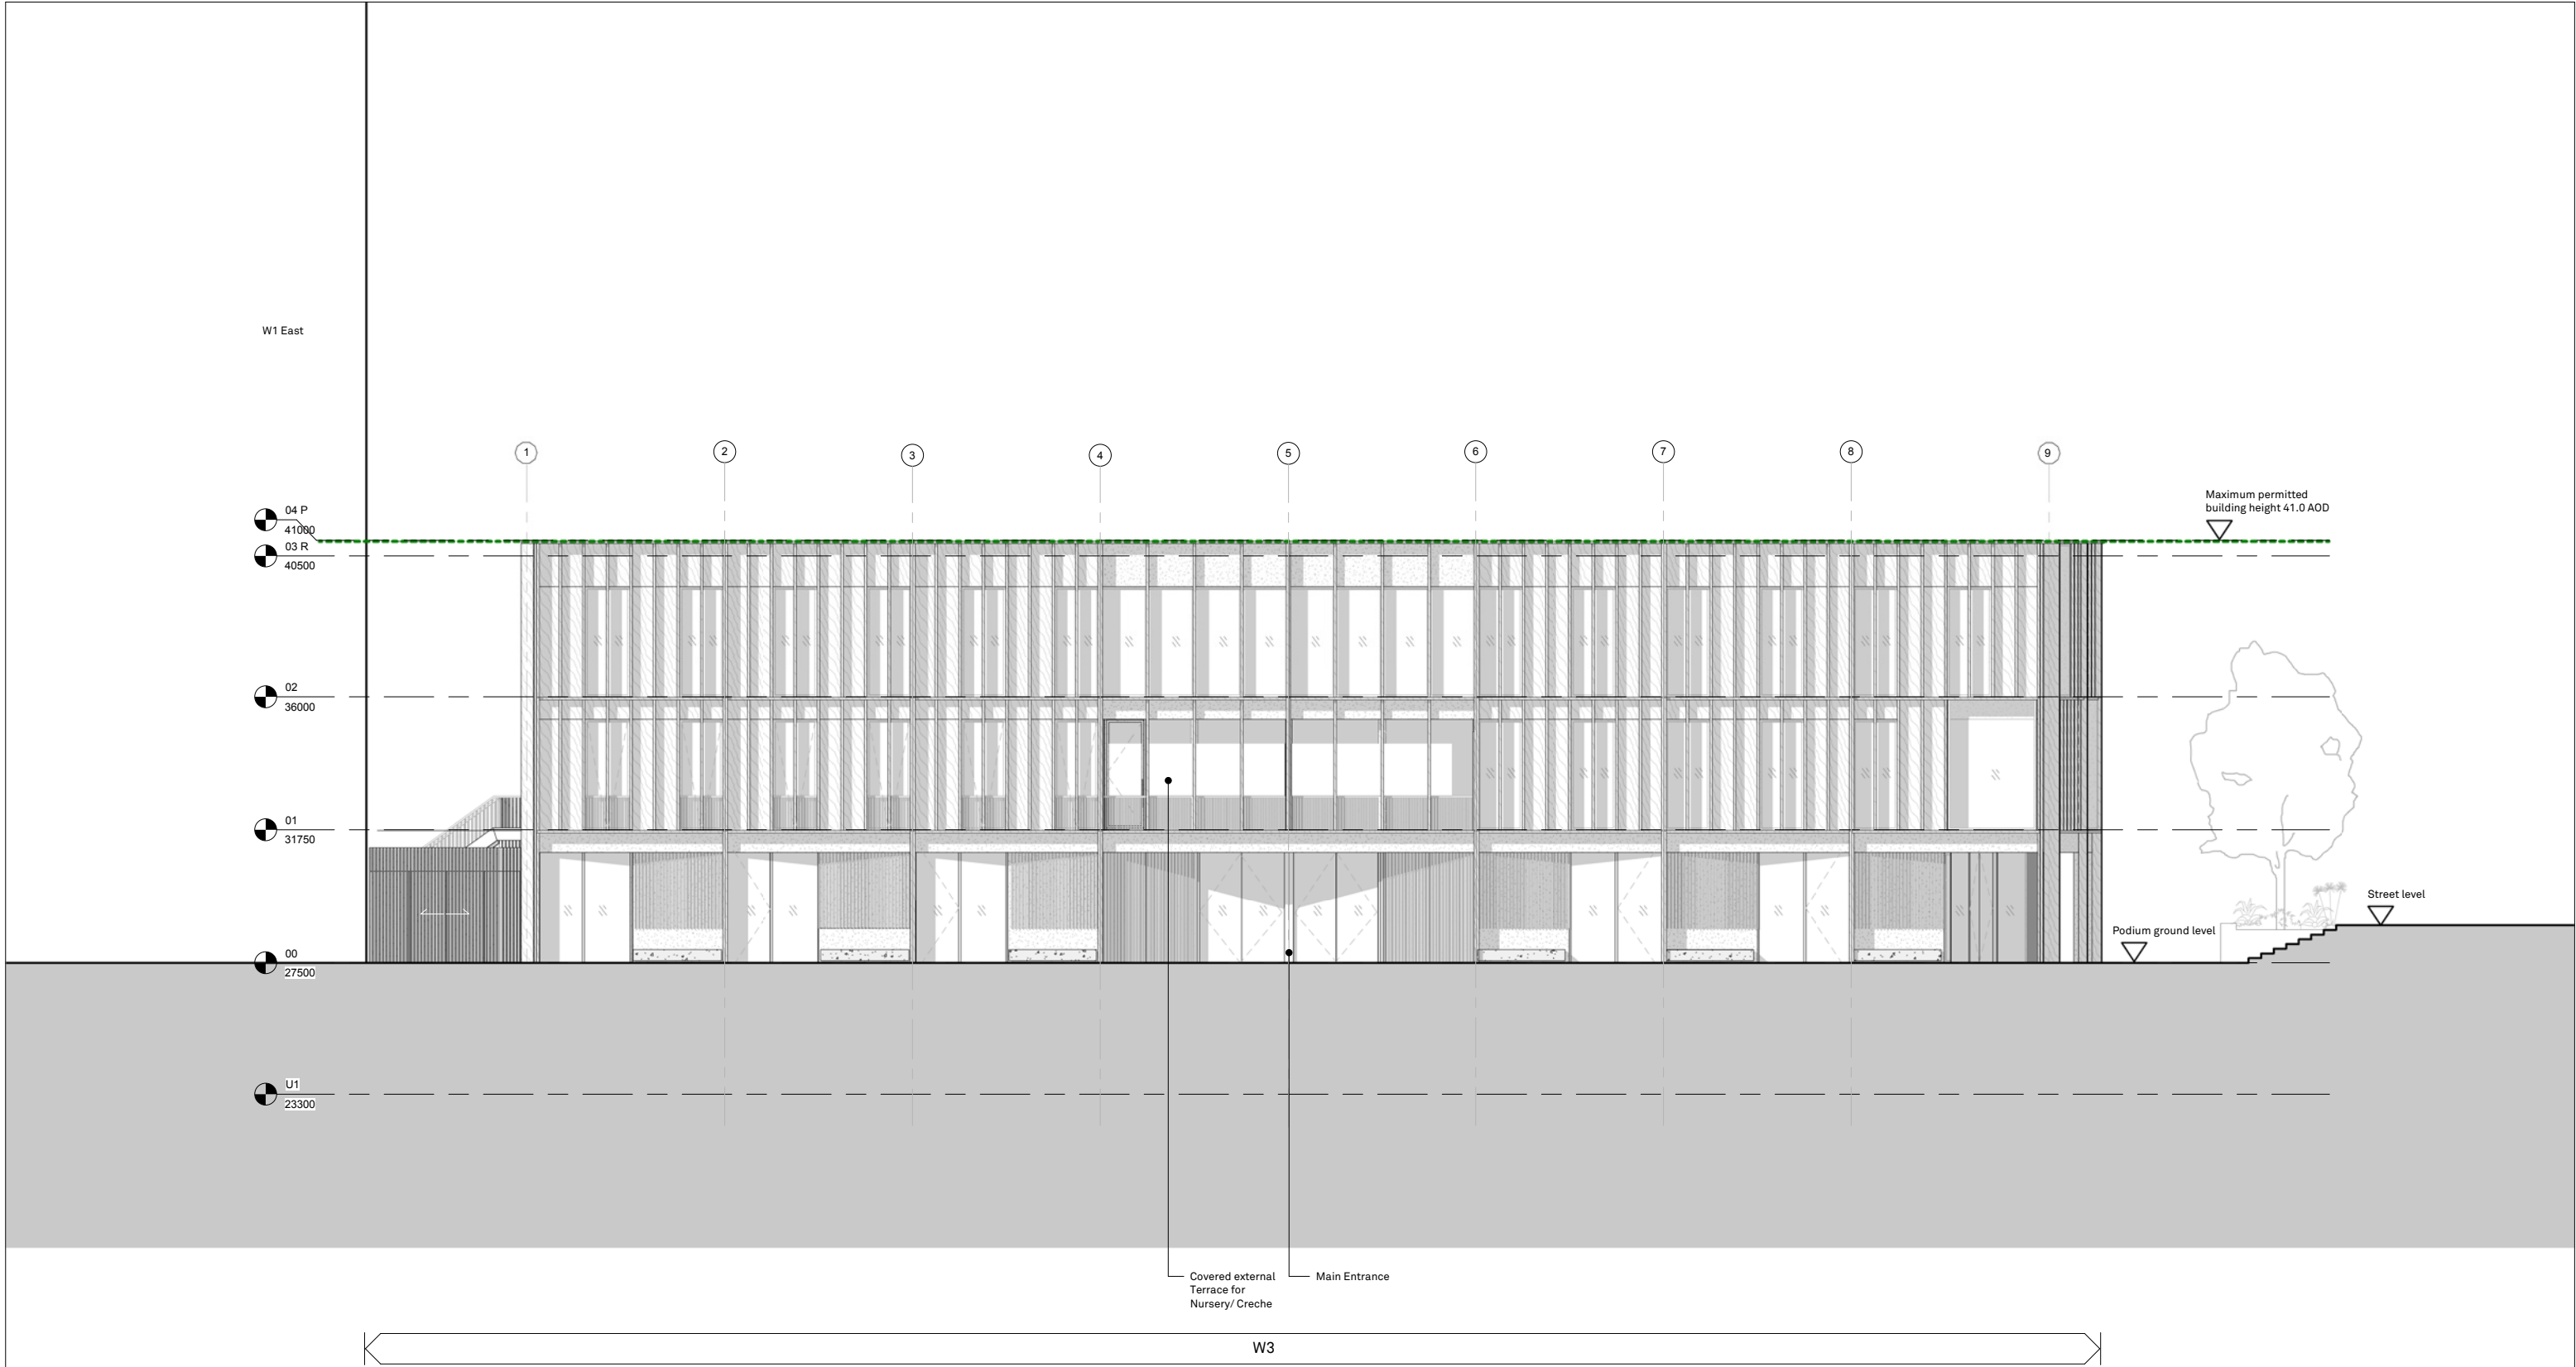 W1 East
1
2
3
4
5
6
7
8
9
Maximum permitted
building height 41.0 AOD
04 P
41000
03 R
40500
02
36000
01
31750
Street level
Podium ground level
00
27500
U1
23300
Covered external
Terrace for
Nursery/ Creche
Main Entrance
W3